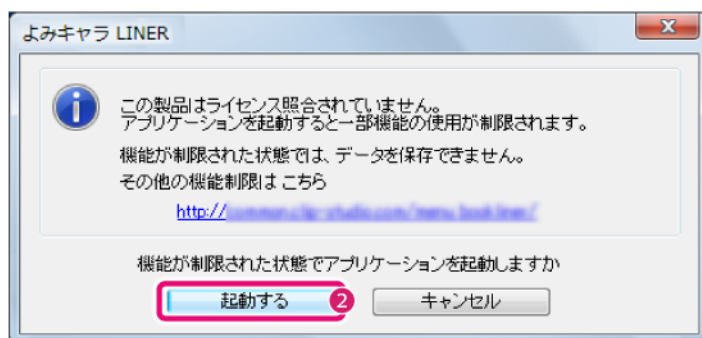 よみキャラ LINER
この製品はライセンス照合されていません。
アプリケーションを起動すると一部機能の使用が制限されます。
機能が制限された状態では、データを保存できません。
その他の機能制限は こちら
http://
機能が制限された状態でアプリケーションを起動しますか
起動する 2 キャンセル